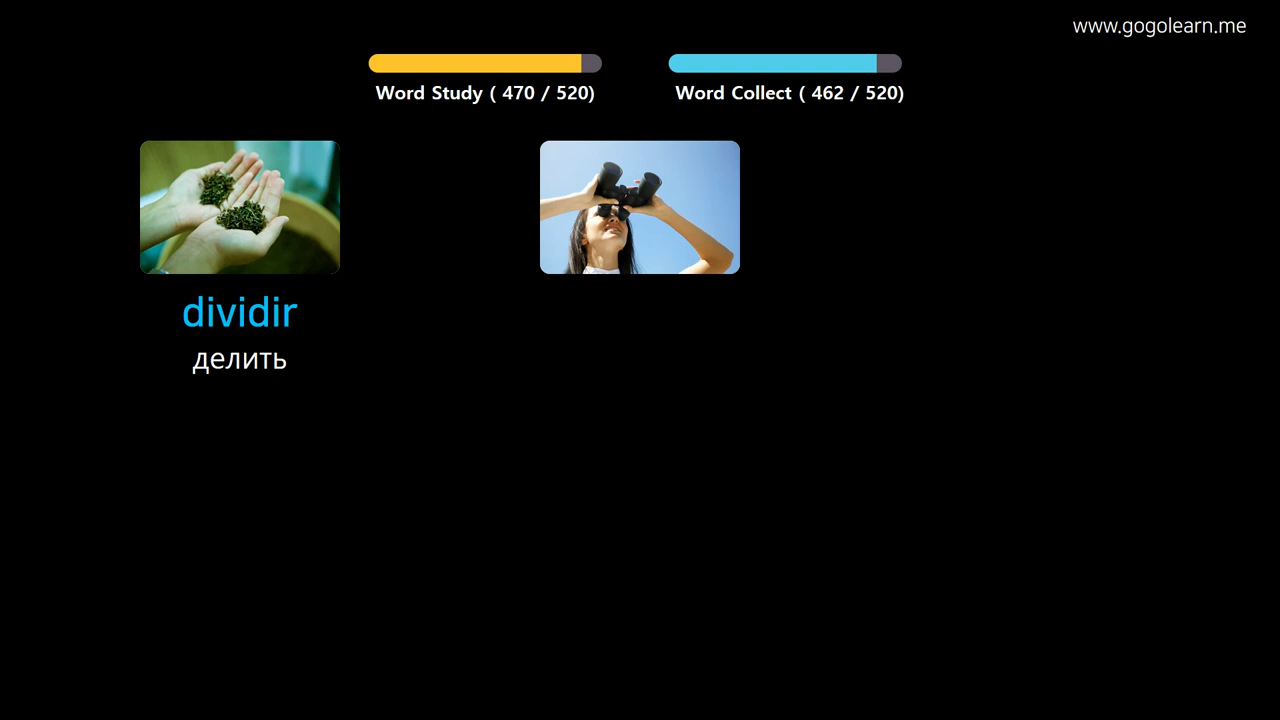 www.gogolearn.me
Word Study ( 470 / 520)
Word Collect ( 462 / 520)
dividir
делить